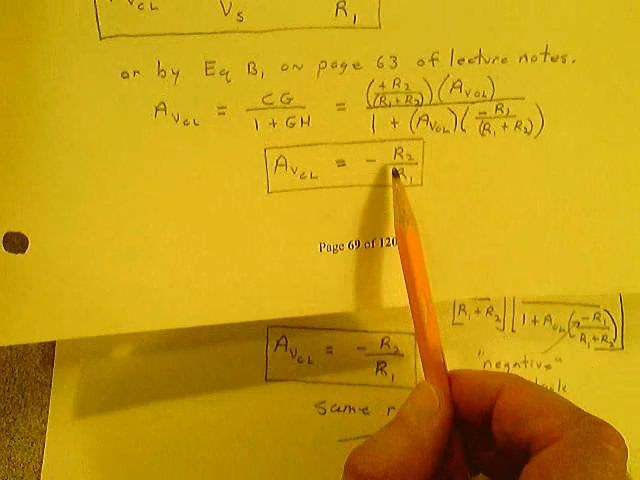 A_VCL V_S R_1
or by Eq B, on page 63 of lecture notes.
A_VCL = CG / (1 + GH) = (+R_2 / (R_1 + R_2)) (A_VOL) / (1 + (A_VOL) (-R_1 / (R_1 + R_2)))
A_VCL = - R_2 / R_1
Page 69 of 120
[R_1 + R_2] [1 + A_VOL (-R_1 / (R_1 + R_2))]
A_VCL = - R_2 / R_1
"negative"
Same